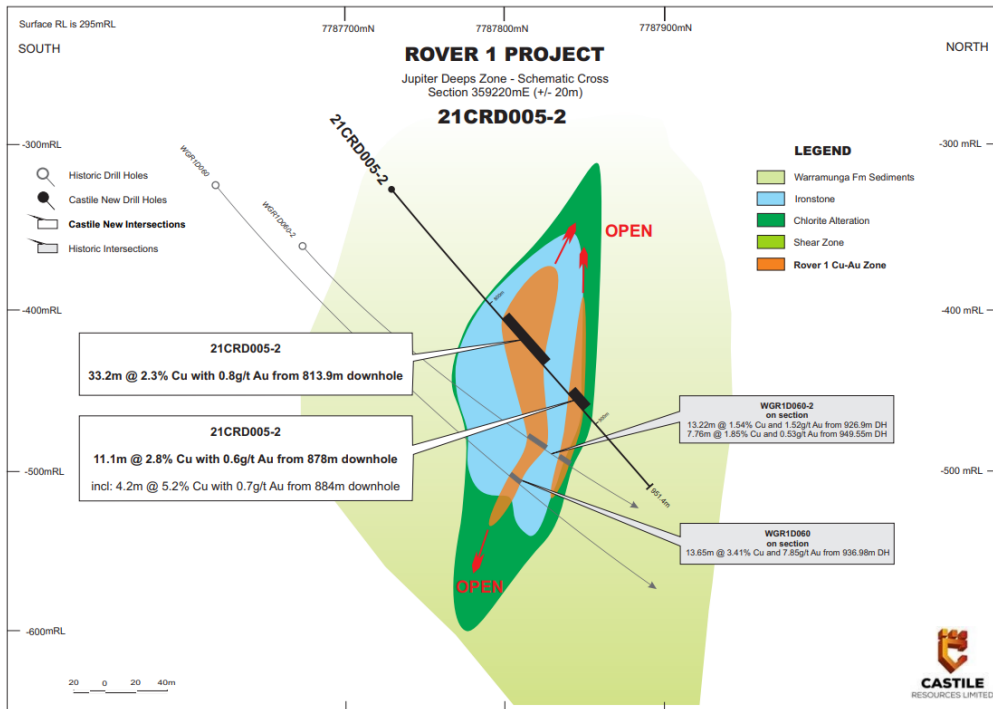 Surface RL is 295mRL
7787700mN
7787800mN
7787900mN
SOUTH
NORTH
ROVER 1 PROJECT
Jupiter Deeps Zone - Schematic Cross
Section 359220mE (+/- 20m)
21CRD005-2
-300mRL
-300 mRL
21CRD005-2
WGR1D060
WGR1D060-2
Historic Drill Holes
Castile New Drill Holes
Castile New Intersections
Historic Intersections
LEGEND
Warramunga Fm Sediments
Ironstone
Chlorite Alteration
Shear Zone
Rover 1 Cu-Au Zone
OPEN
800m
-400mRL
-400 mRL
21CRD005-2
33.2m @ 2.3% Cu with 0.8g/t Au from 813.9m downhole
21CRD005-2
11.1m @ 2.8% Cu with 0.6g/t Au from 878m downhole
incl: 4.2m @ 5.2% Cu with 0.7g/t Au from 884m downhole
900m
WGR1D060-2
on section
13.22m @ 1.54% Cu and 1.52g/t Au from 926.9m DH
7.76m @ 1.85% Cu and 0.53g/t Au from 949.55m DH
-500mRL
-500 mRL
951.4m
WGR1D060
on section
13.65m @ 3.41% Cu and 7.85g/t Au from 936.98m DH
OPEN
-600mRL
20 0 20 40m
CASTILE
RESOURCES LIMITED